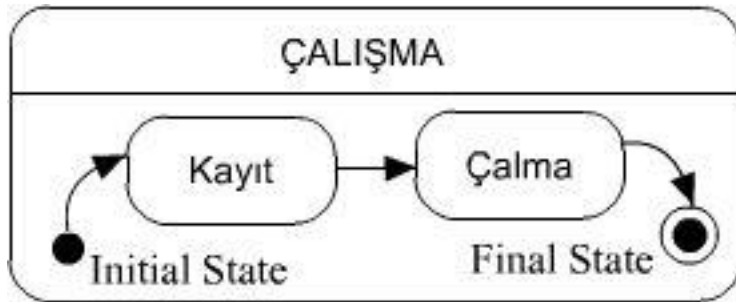 ÇALIŞMA
Kayıt
Çalma
Initial State
Final State